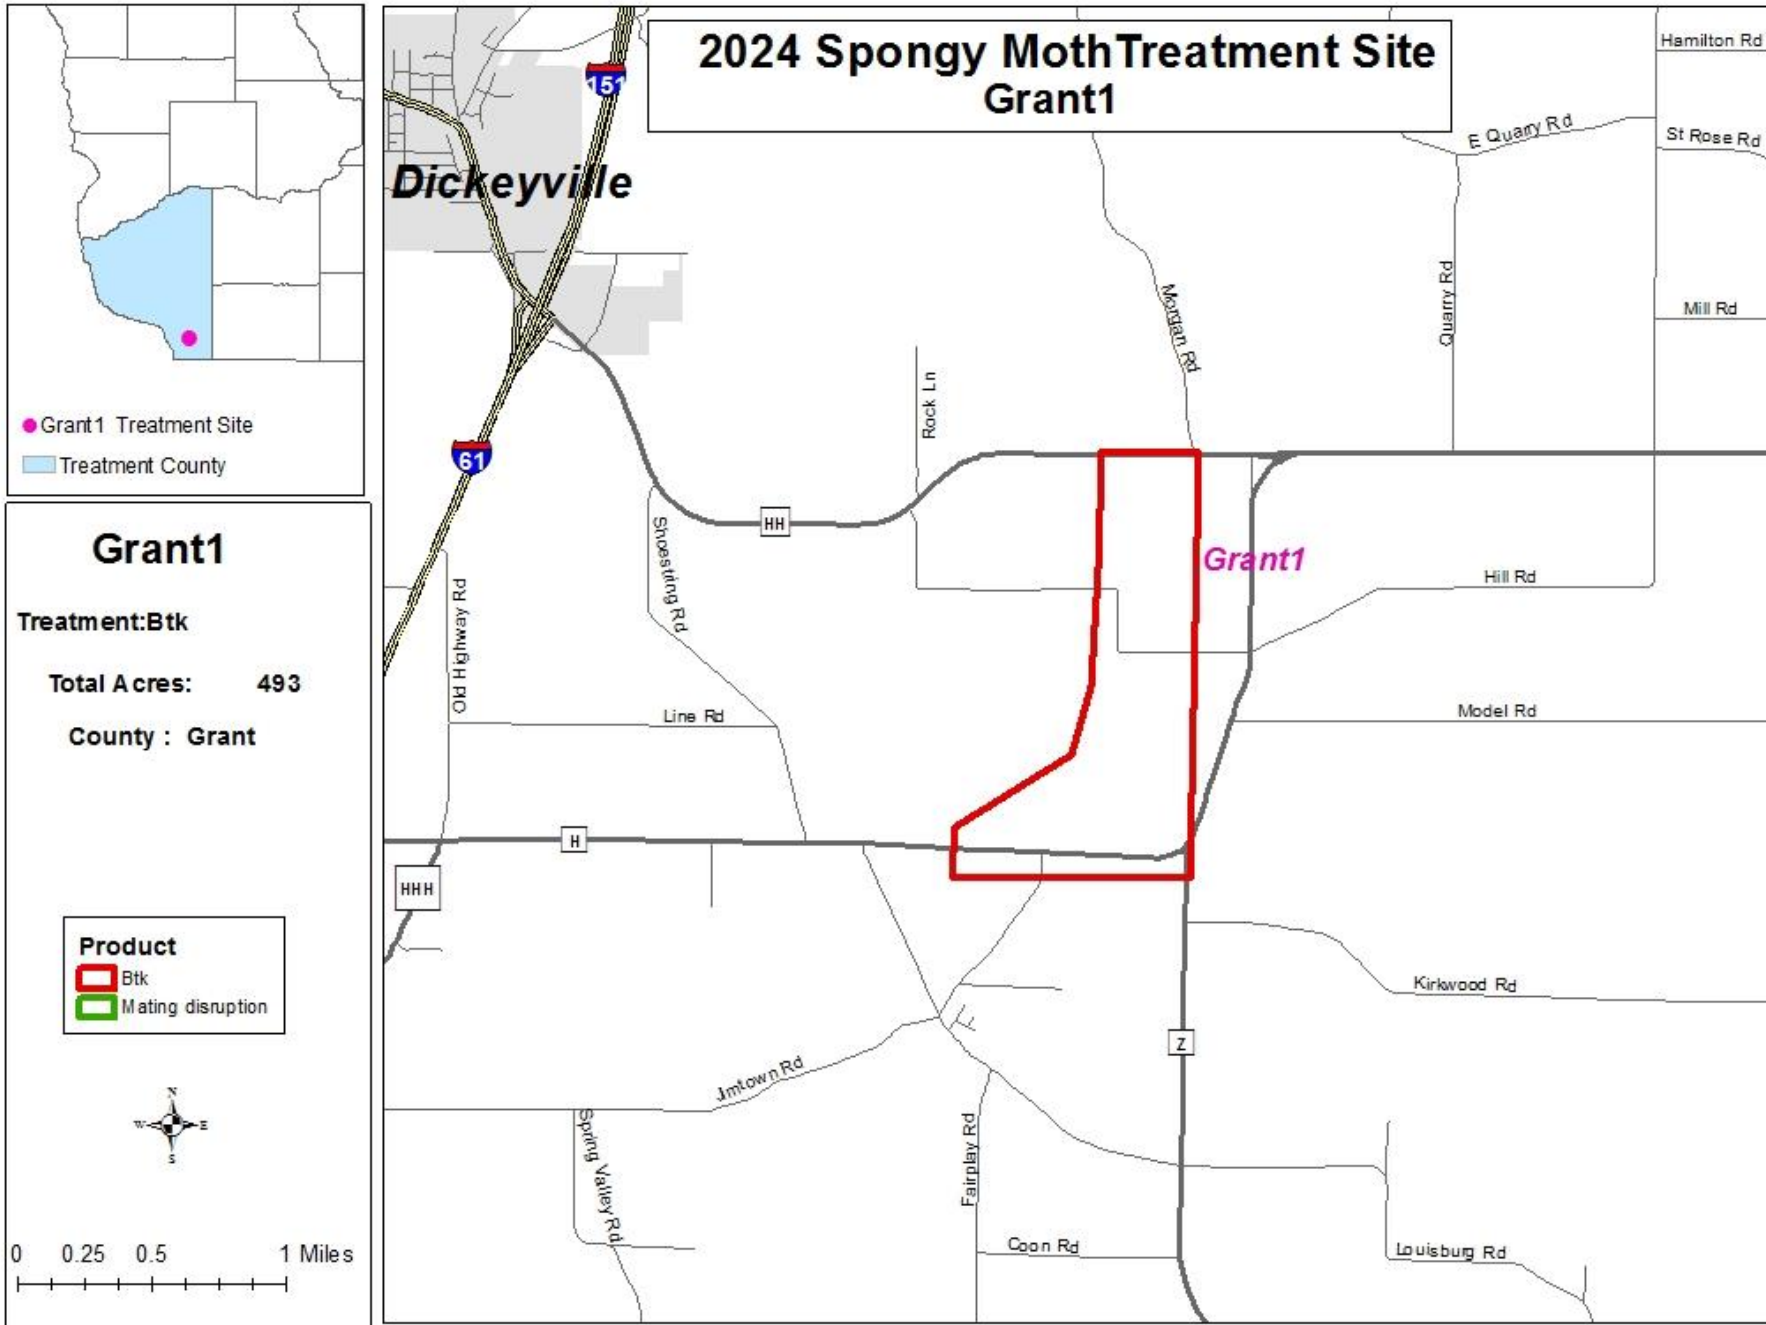 2024 Spongy MothTreatment Site
Grant1
Grant1 Treatment Site
Treatment County
Grant1
Treatment:Btk
Total Acres: 493
County : Grant
Product
Btk
Mating disruption
N
W E
S
0 0.25 0.5 1 Miles
Dickeyville
151
61
Hamilton Rd
E Quarry Rd
St Rose Rd
Quarry Rd
Mill Rd
Morgan Rd
Rock Ln
HH
Shoestring Rd
Grant1
Hill Rd
Old Highway Rd
Line Rd
Model Rd
H
HHH
Kirkwood Rd
Z
Jmtown Rd
Spring Valley Rd
Fairplay Rd
Coon Rd
Louisburg Rd